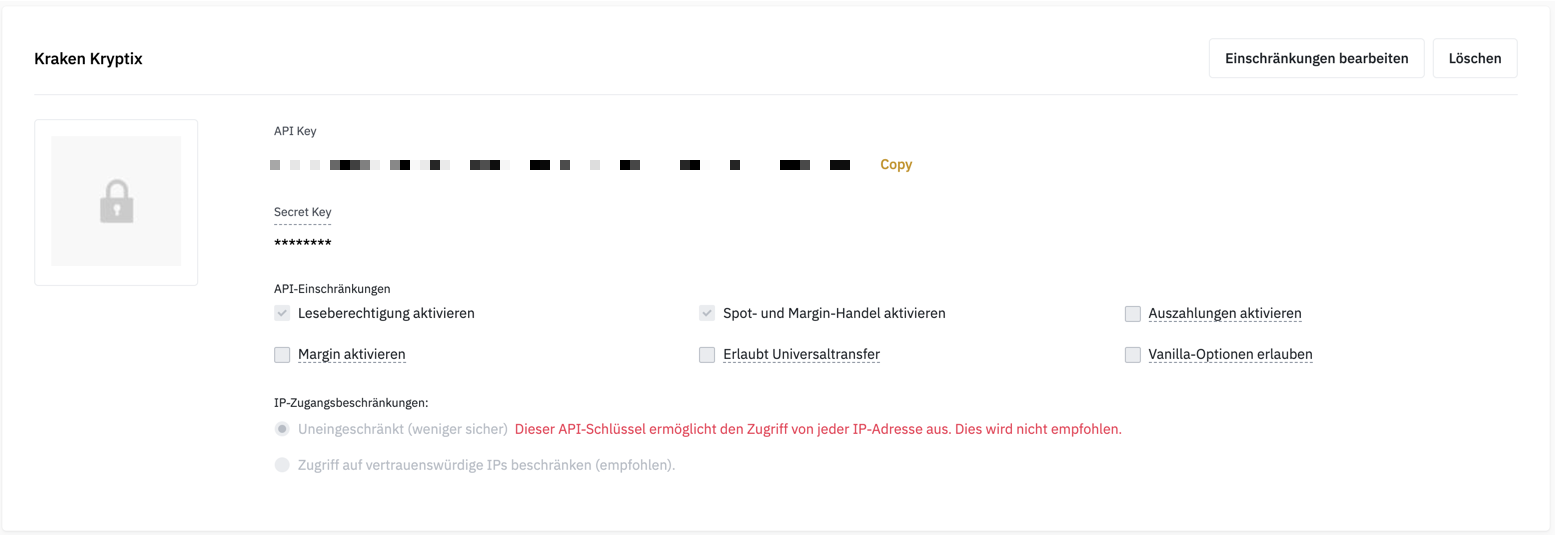 Kraken Kryptix
Einschränkungen bearbeiten
Löschen
API Key
Copy
Secret Key
********
API-Einschränkungen
Leseberechtigung aktivieren
Spot- und Margin-Handel aktivieren
Auszahlungen aktivieren
Margin aktivieren
Erlaubt Universaltransfer
Vanilla-Optionen erlauben
IP-Zugangsbeschränkungen:
Uneingeschränkt (weniger sicher) Dieser API-Schlüssel ermöglicht den Zugriff von jeder IP-Adresse aus. Dies wird nicht empfohlen.
Zugriff auf vertrauenswürdige IPs beschränken (empfohlen).